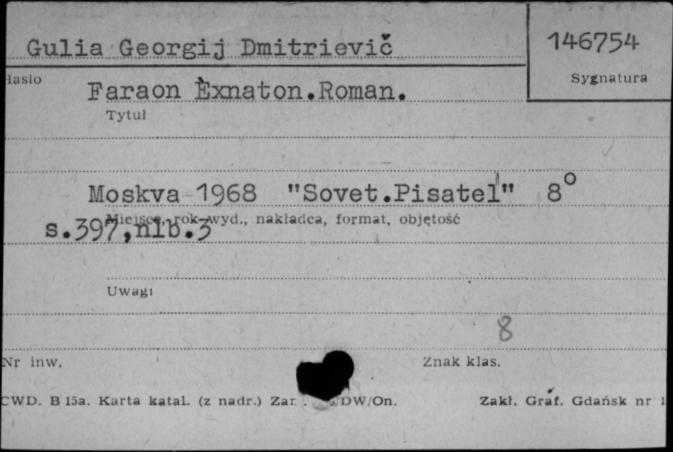 Gulia Georgij Dmitrievič
146754
Hasło
Sygnatura
Faraon Èxnaton.Roman.
Tytuł
Moskva 1968 "Sovet.Pisatel'" 8°
Miejsce, rok wyd., nakładca, format, objętość
s.397,nlb.3
Uwagi
8
Nr inw.
Znak klas.
CWD. B 15a. Karta katal. (z nadr.) Zar /DW/On.
Zakł. Graf. Gdańsk nr 1